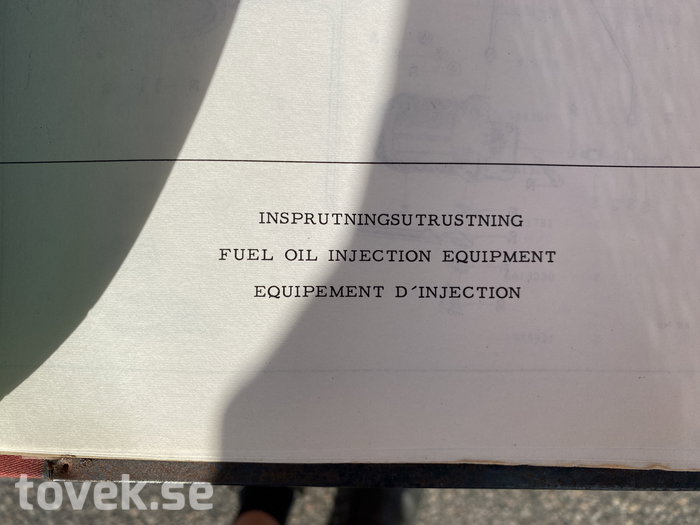 INSPRUTNINGSUTRUSTNING
FUEL OIL INJECTION EQUIPMENT
EQUIPEMENT D´INJECTION
tovek.se